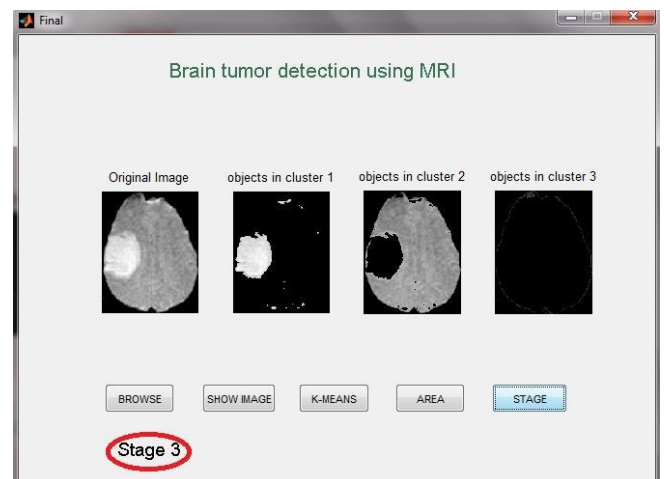 Final
Brain tumor detection using MRI
Original Image
objects in cluster 1
objects in cluster 2
objects in cluster 3
BROWSE
SHOW IMAGE
K-MEANS
AREA
STAGE
Stage 3